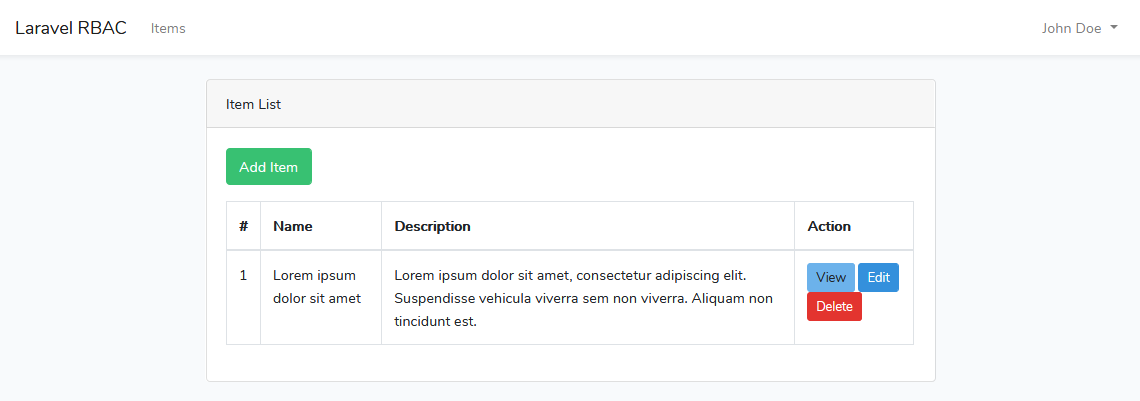 Laravel RBAC Items John Doe
Item List
Add Item
# Name Description Action
1 Lorem ipsum dolor sit amet, consectetur adipiscing elit. View Edit
Lorem ipsum
dolor sit amet
Suspendisse vehicula viverra sem non viverra. Aliquam non
tincidunt est.
Delete